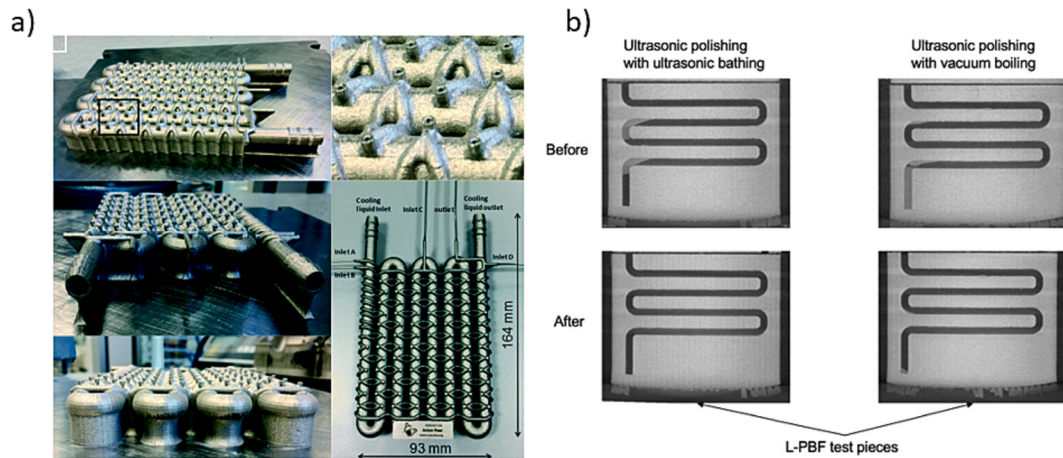 a)
Cooling
liquid Inlet
Inlet C
outlet
Cooling
liquid outlet
Inlet A
Inlet B
Inlet D
164 mm
93 mm
b)
Ultrasonic polishing
with ultrasonic bathing
Ultrasonic polishing
with vacuum boiling
Before
After
L-PBF test pieces